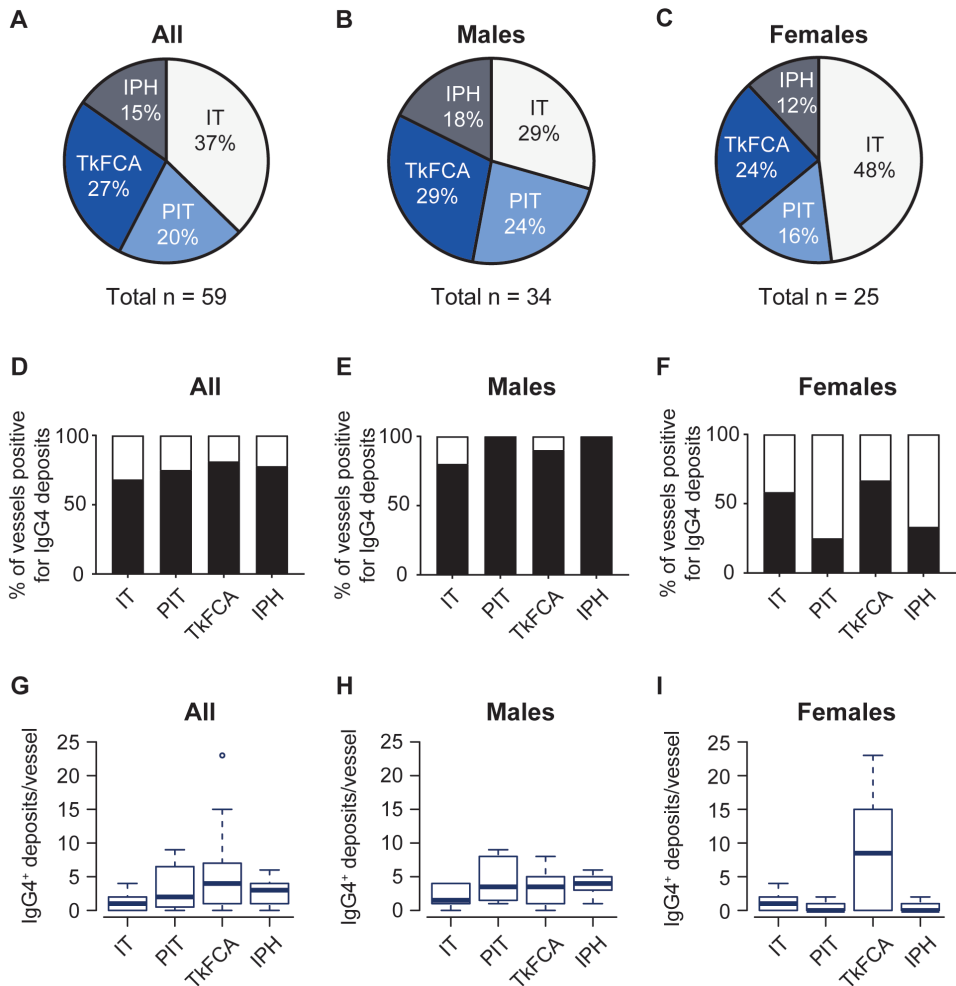 A
All
IPH
15%
IT
37%
TkFCA
27%
PIT
20%
Total n = 59
B
Males
IPH
18%
IT
29%
TkFCA
29%
PIT
24%
Total n = 34
C
Females
IPH
12%
IT
48%
TkFCA
24%
PIT
16%
Total n = 25
D
All
% of vessels positive
for IgG4 deposits
100
50
0
IT
PIT
TkFCA
IPH
E
Males
% of vessels positive
for IgG4 deposits
100
50
0
IT
PIT
TkFCA
IPH
F
Females
% of vessels positive
for IgG4 deposits
100
50
0
IT
PIT
TkFCA
IPH
G
All
IgG4⁺ deposits/vessel
25
20
15
10
5
0
IT
PIT
TkFCA
IPH
H
Males
IgG4⁺ deposits/vessel
25
20
15
10
5
0
IT
PIT
TkFCA
IPH
I
Females
IgG4⁺ deposits/vessel
25
20
15
10
5
0
IT
PIT
TkFCA
IPH